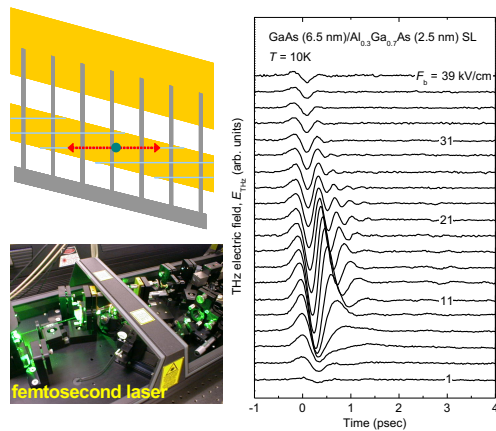 GaAs (6.5 nm)/Al0.3Ga0.7As (2.5 nm) SL
T = 10K
Fb = 39 kV/cm
31
21
11
1
THz electric field, ETHz (arb. units)
-1 0 1 2 3 4
Time (psec)
femtosecond laser